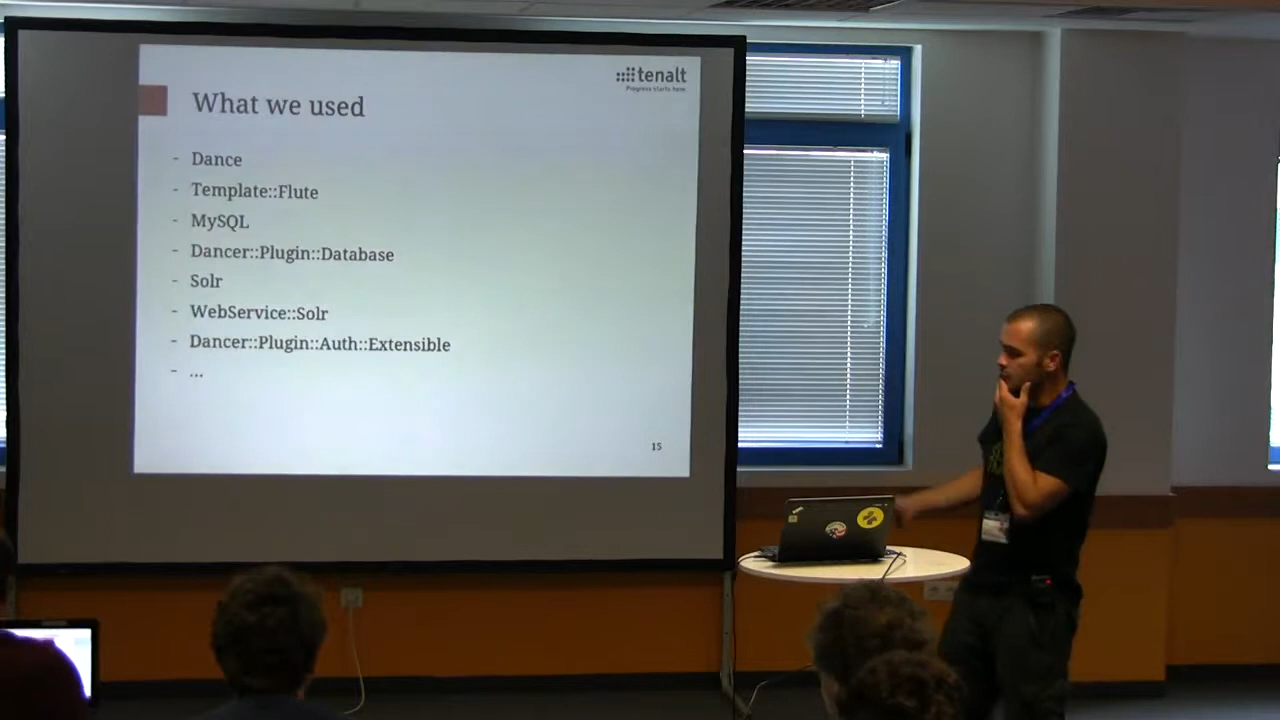 tenalt
Progress starts here
What we used
- Dance
- Template::Flute
- MySQL
- Dancer::Plugin::Database
- Solr
- WebService::Solr
- Dancer::Plugin::Auth::Extensible
- ...
15